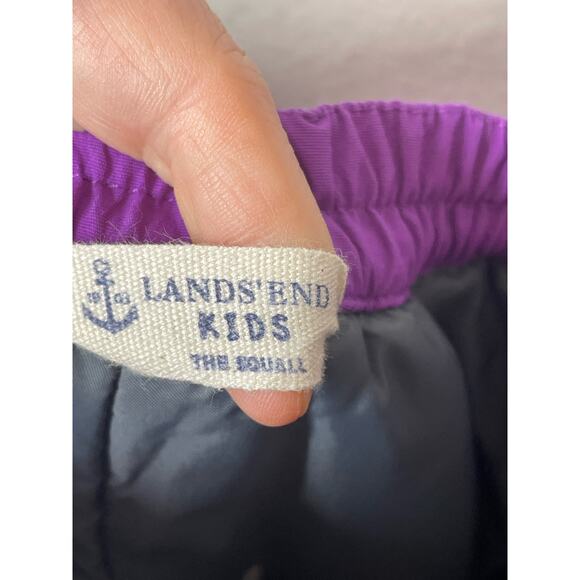 LANDS' END
KIDS
THE SQUALL